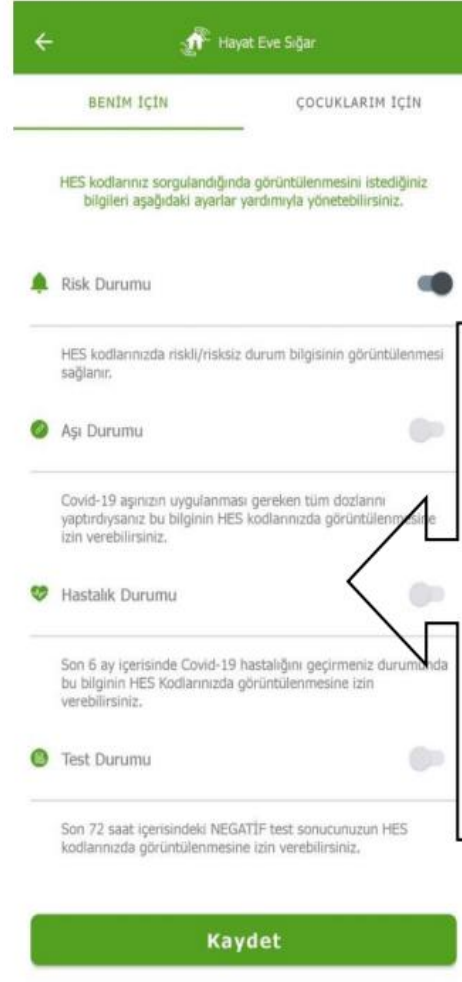 Hayat Eve Sığar
BENİM İÇİN
ÇOCUKLARIM İÇİN
HES kodlarınız sorgulandığında görüntülenmesini istediğiniz
bilgileri aşağıdaki ayarlar yardımıyla yönetebilirsiniz.
Risk Durumu
HES kodlarınızda riskli/risksiz durum bilgisinin görüntülenmesi
sağlanır.
Aşı Durumu
Covid-19 aşınızın uygulanması gereken tüm dozlarını
yaptırdıysanız bu bilginin HES kodlarınızda görüntülenmesine
izin verebilirsiniz.
Hastalık Durumu
Son 6 ay içerisinde Covid-19 hastalığını geçirmeniz durumunda
bu bilginin HES Kodlarınızda görüntülenmesine izin
verebilirsiniz.
Test Durumu
Son 72 saat içerisindeki NEGATİF test sonucunuzun HES
kodlarınızda görüntülenmesine izin verebilirsiniz.
Kaydet